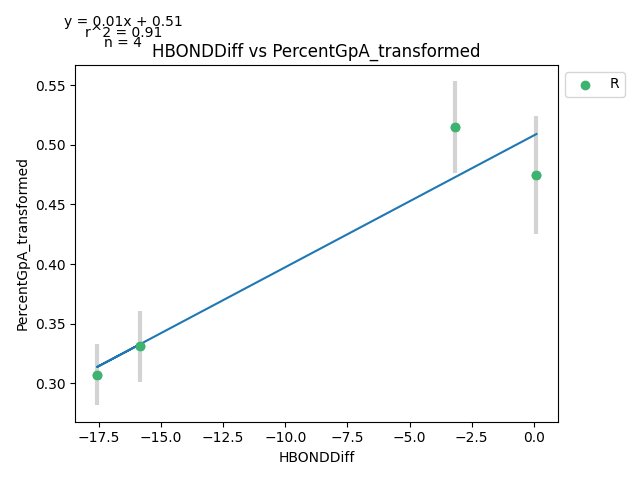 y = 0.01x + 0.51
r^2 = 0.91
n = 4
HBONDDiff vs PercentGpA_transformed
R
PercentGpA_transformed
0.55
0.50
0.45
0.40
0.35
0.30
−17.5 −15.0 −12.5 −10.0 −7.5 −5.0 −2.5 0.0
HBONDDiff